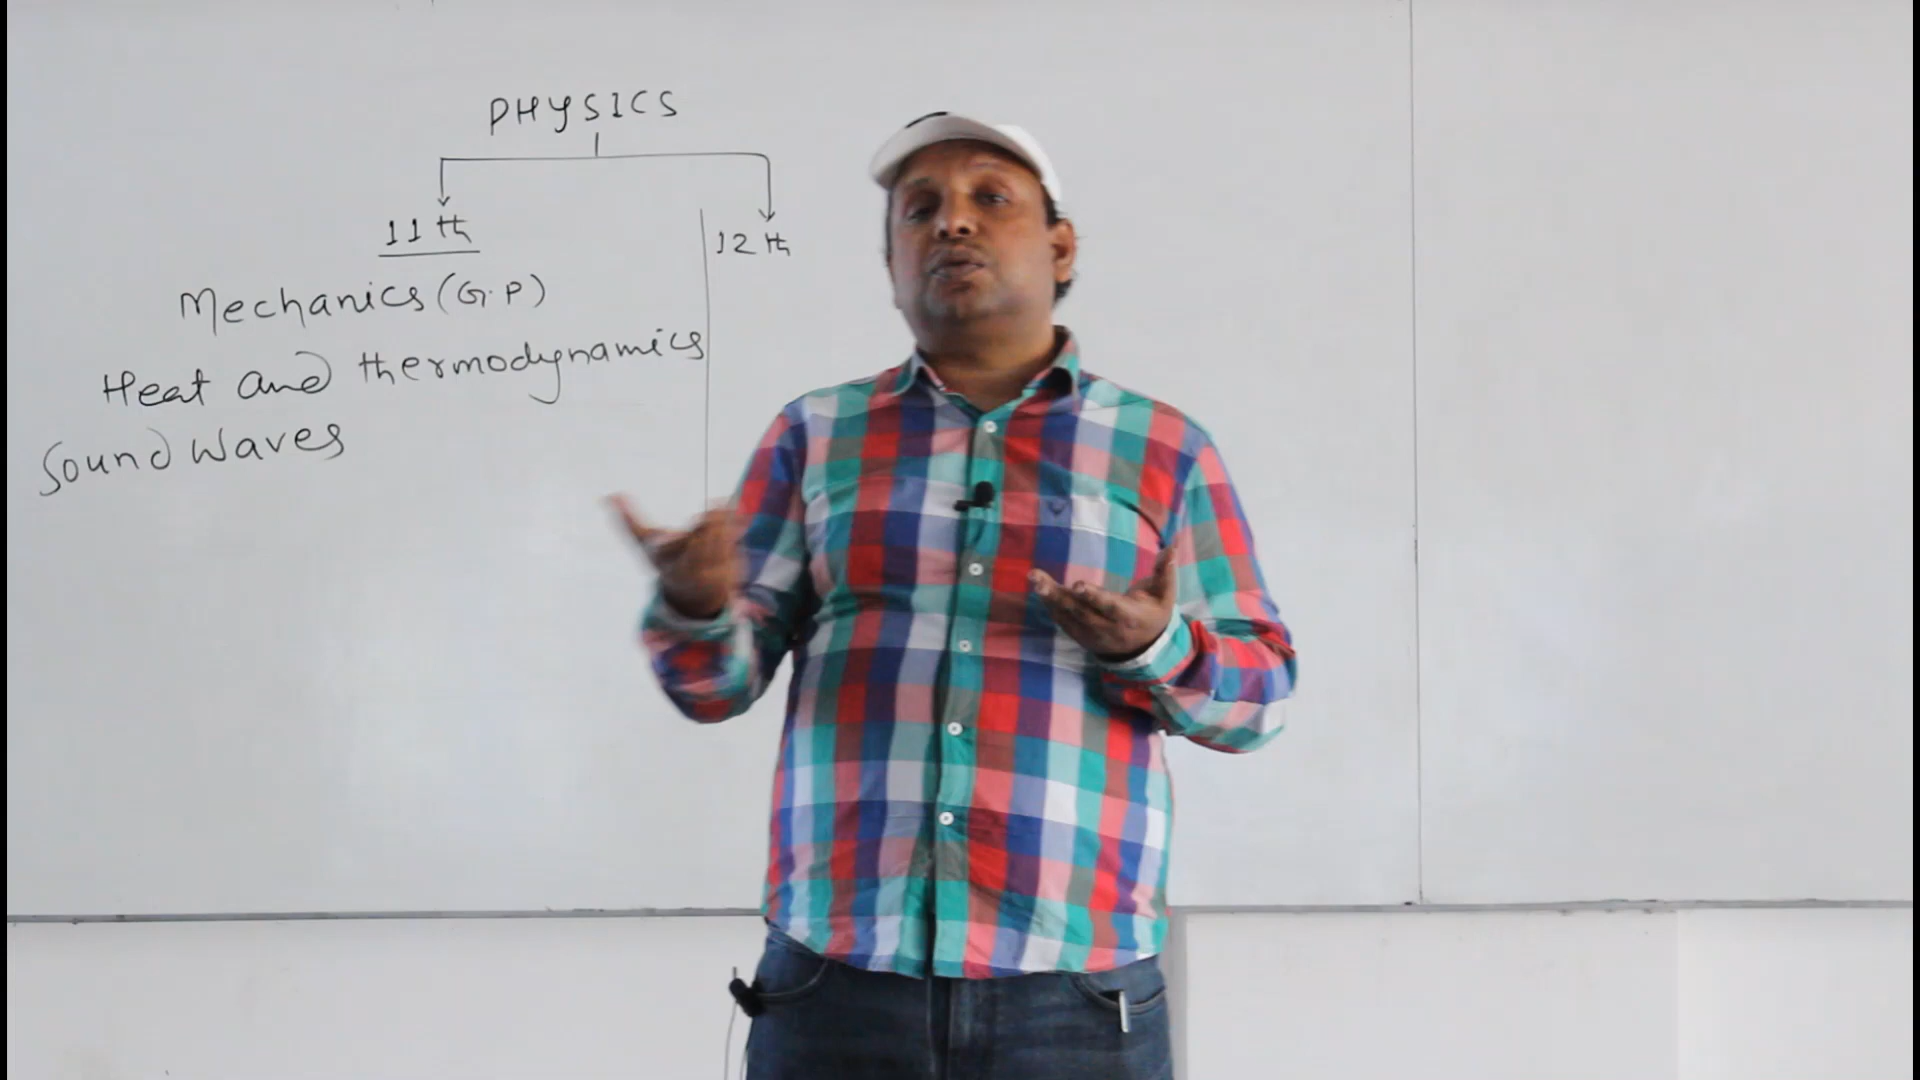 PHYSICS
11th
12th
Mechanics (G.P)
Heat and thermodynamics
Sound Waves